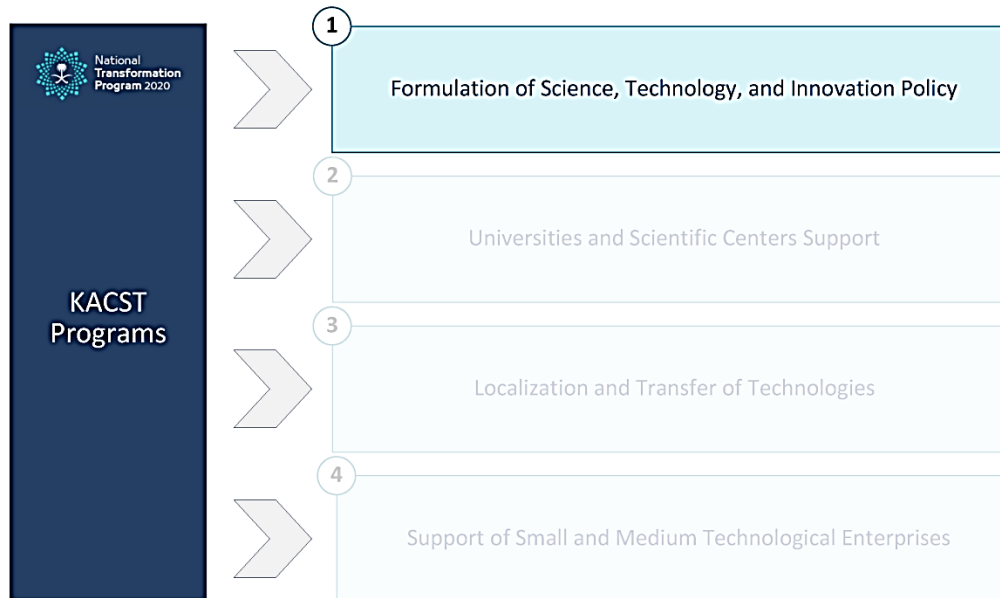 National
Transformation
Program 2020
KACST
Programs
1
Formulation of Science, Technology, and Innovation Policy
2
Universities and Scientific Centers Support
3
Localization and Transfer of Technologies
4
Support of Small and Medium Technological Enterprises